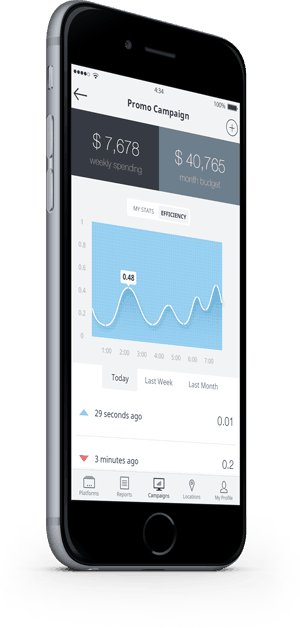 4:34
100%
Promo Campaign
$ 7,678
weekly spending
$ 40,765
month budget
MY STATS EFFICIENCY
1
0.8
0.6
0.48
0.4
0.2
0
1:00 2:00 3:00 4:00 5:00 6:00 7:00
Today Last Week Last Month
29 seconds ago 0.01
3 minutes ago 0.2
Platforms Reports Campaigns Locations My Profile